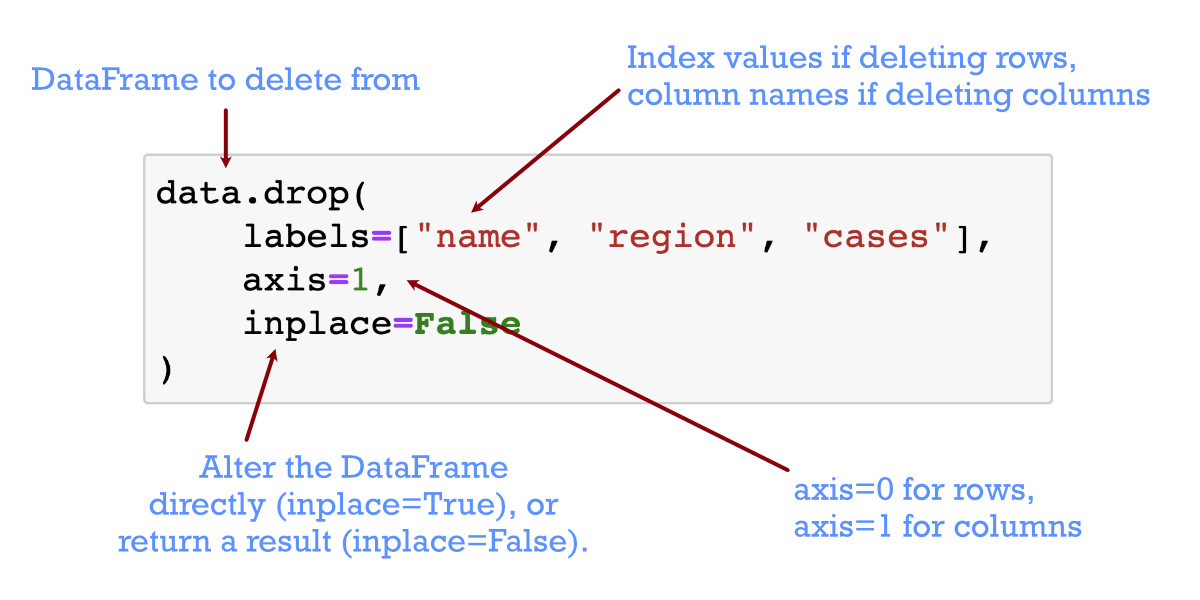 DataFrame to delete from
Index values if deleting rows,
column names if deleting columns
data.drop(
    labels=["name", "region", "cases"],
    axis=1,
    inplace=False
)
Alter the DataFrame
directly (inplace=True), or
return a result (inplace=False).
axis=0 for rows,
axis=1 for columns